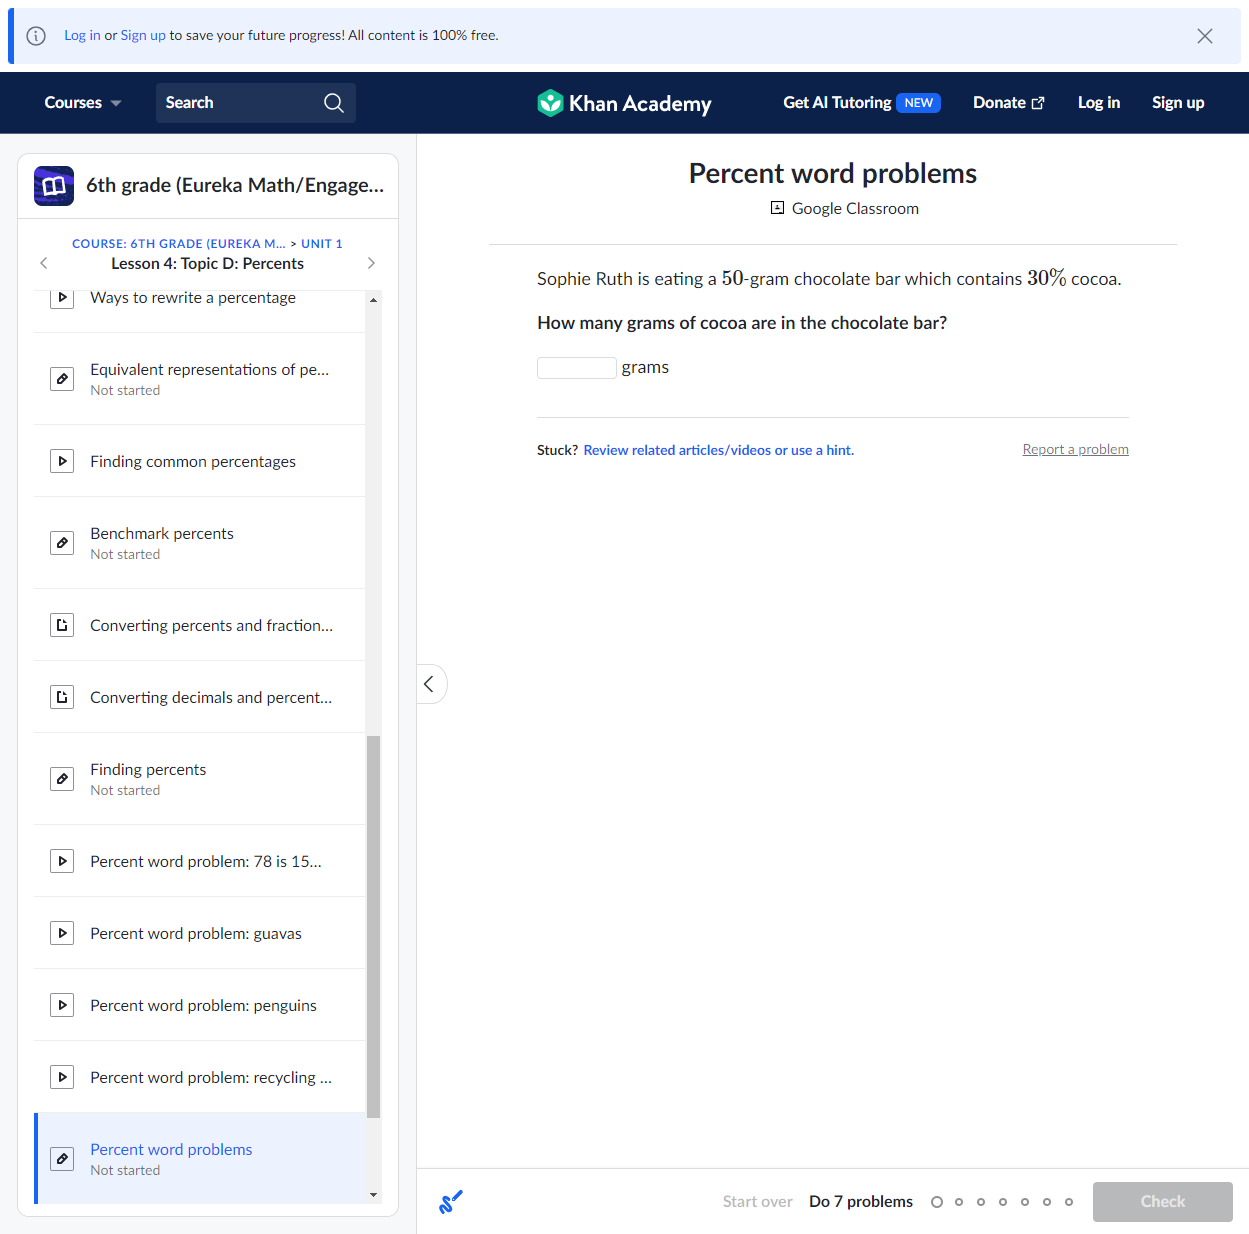 Log in or Sign up to save your future progress! All content is 100% free.
Courses
Search
Khan Academy
Get AI Tutoring NEW
Donate
Log in
Sign up
6th grade (Eureka Math/Engage...
COURSE: 6TH GRADE (EUREKA M... > UNIT 1
Lesson 4: Topic D: Percents
Ways to rewrite a percentage
Equivalent representations of pe...
Not started
Finding common percentages
Benchmark percents
Not started
Converting percents and fraction...
Converting decimals and percent...
Finding percents
Not started
Percent word problem: 78 is 15...
Percent word problem: guavas
Percent word problem: penguins
Percent word problem: recycling ...
Percent word problems
Not started
Percent word problems
Google Classroom
Sophie Ruth is eating a 50-gram chocolate bar which contains 30% cocoa.
How many grams of cocoa are in the chocolate bar?
grams
Stuck? Review related articles/videos or use a hint.
Report a problem
Start over
Do 7 problems
Check